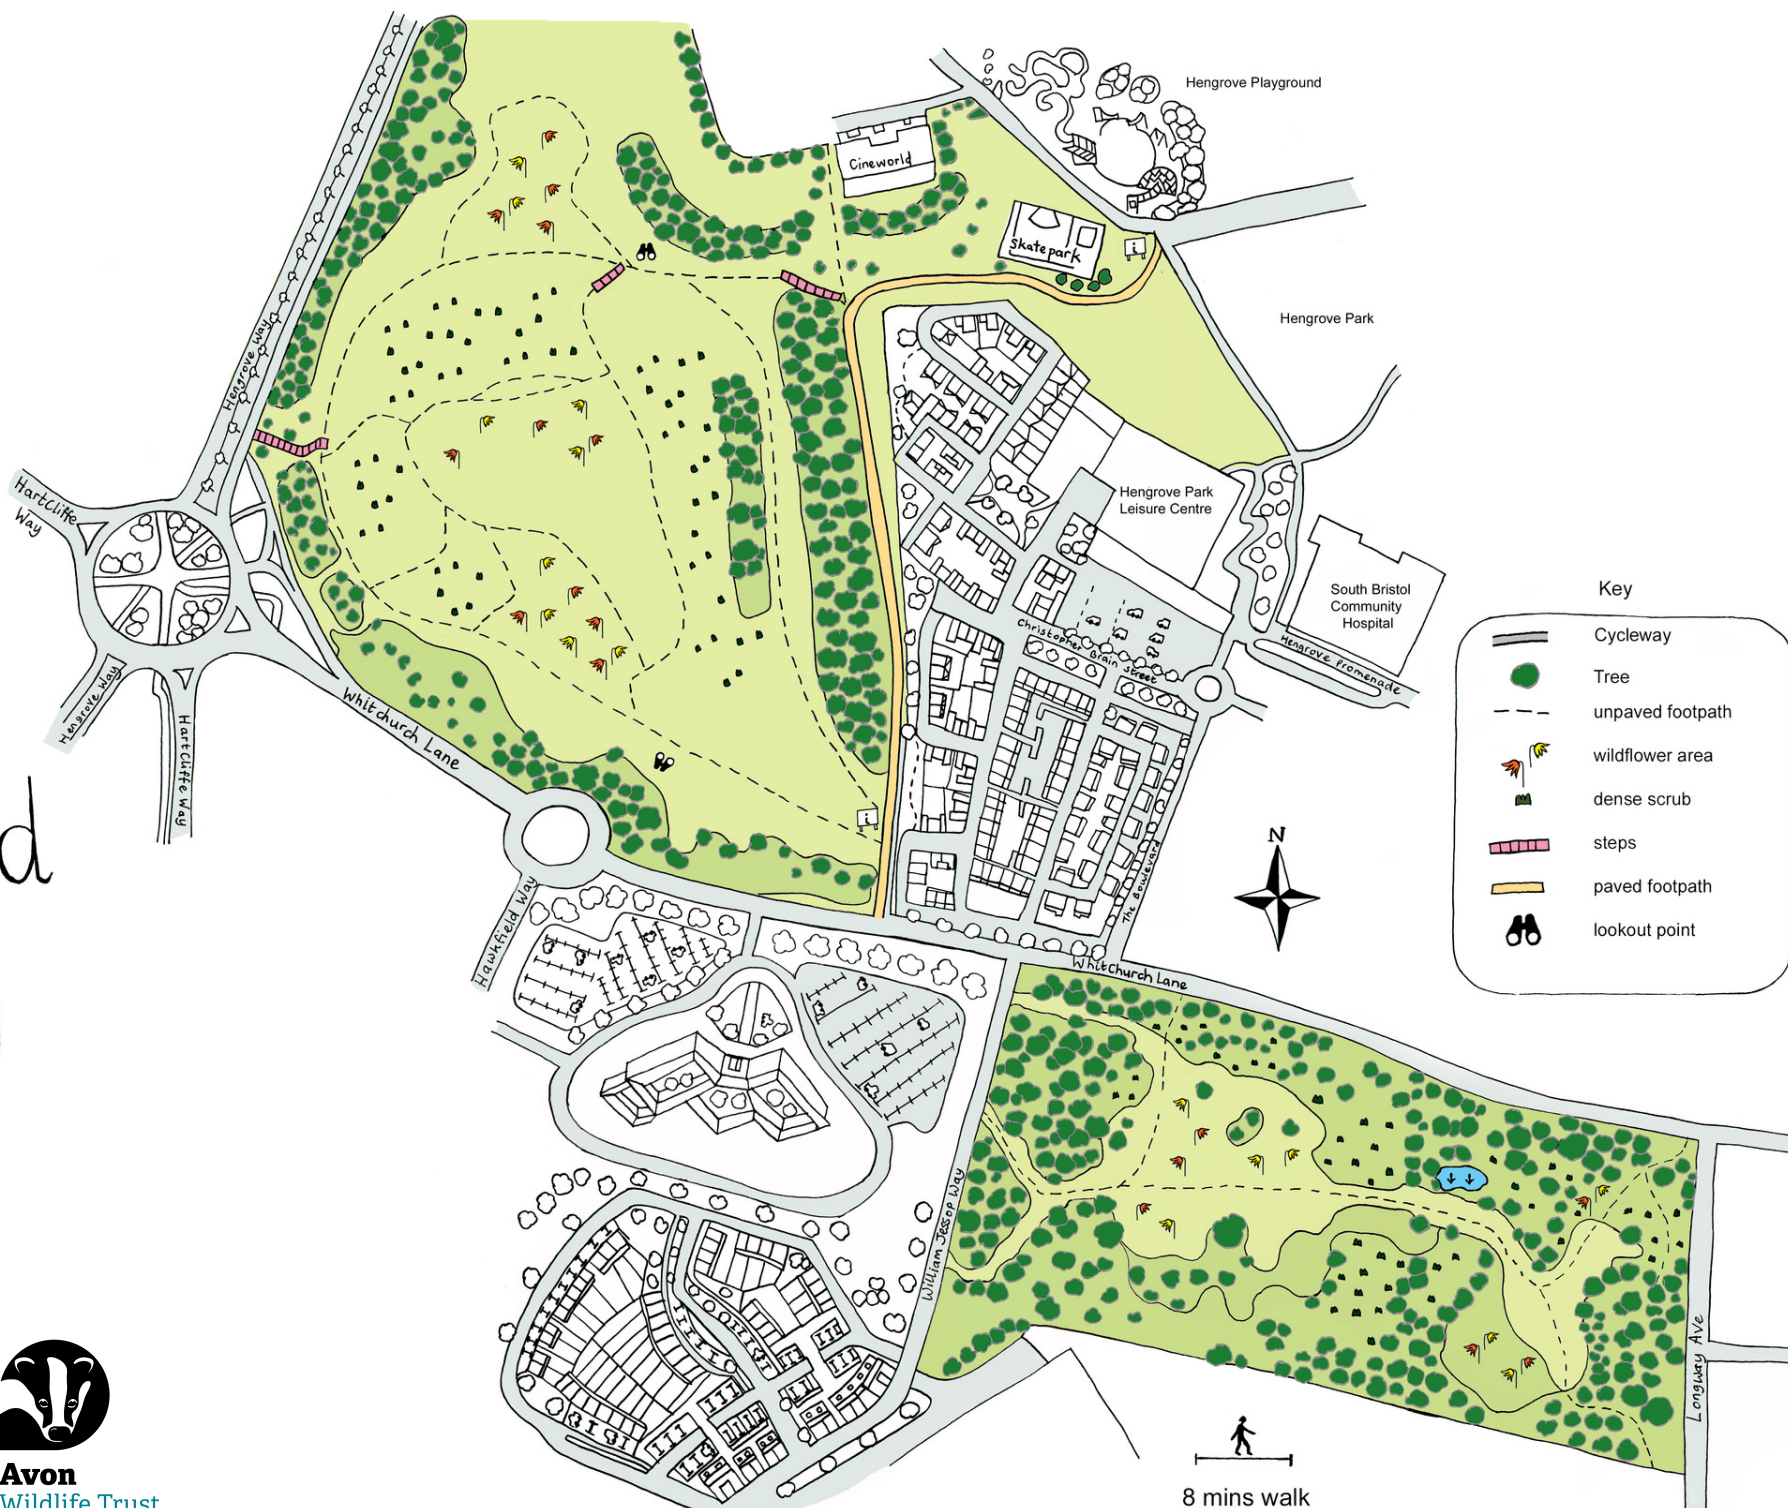 Hengrove Playground
Cineworld
Skatepark
i
Hengrove Park
Hengrove Way
HartCliffe
Way
Hengrove Park
Leisure Centre
South Bristol
Community
Hospital
Christopher Brain Street
Hengrove Promenade
Hengrove Way
HartCliffe Way
Whitchurch Lane
i
The Boulevard
Hawkfield Way
WhitChurch Lane
William Jessop Way
Longway Ave
N
Key
Cycleway
Tree
unpaved footpath
wildflower area
dense scrub
steps
paved footpath
lookout point
d
Avon
Wildlife Trust
8 mins walk